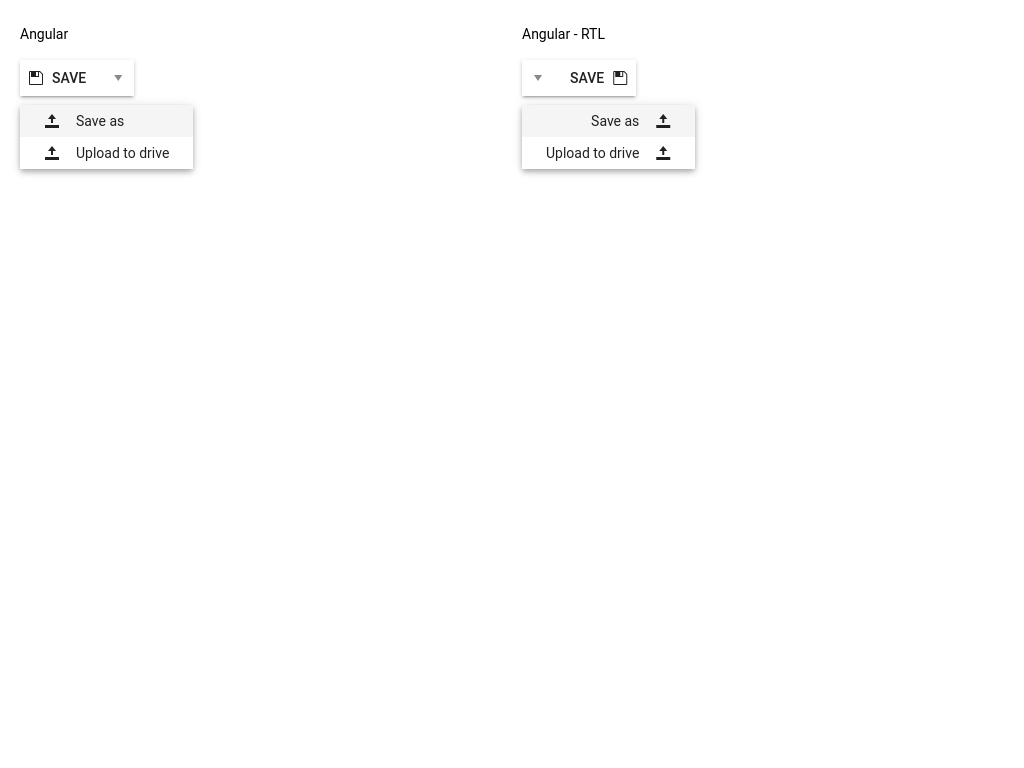 Angular
SAVE
Save as
Upload to drive
Angular - RTL
SAVE
Save as
Upload to drive